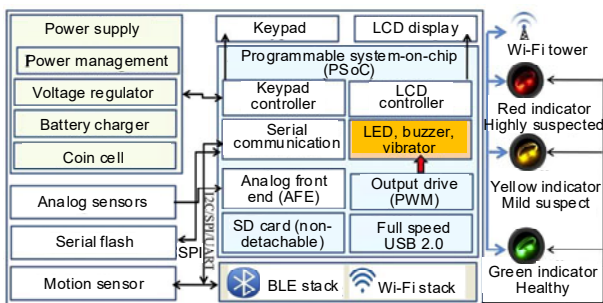 Power supply
Power management
Voltage regulator
Battery charger
Coin cell
Analog sensors
Serial flash
Motion sensor
SPI
I2C/SPI/UART
Keypad
LCD display
Programmable system-on-chip
(PSoC)
Keypad
controller
LCD
controller
Serial
communication
LED, buzzer,
vibrator
Analog front
end (AFE)
Output drive
(PWM)
SD card (non-
detachable)
Full speed
USB 2.0
BLE stack
Wi-Fi stack
Wi-Fi tower
Red indicator
Highly suspected
Yellow indicator
Mild suspect
Green indicator
Healthy